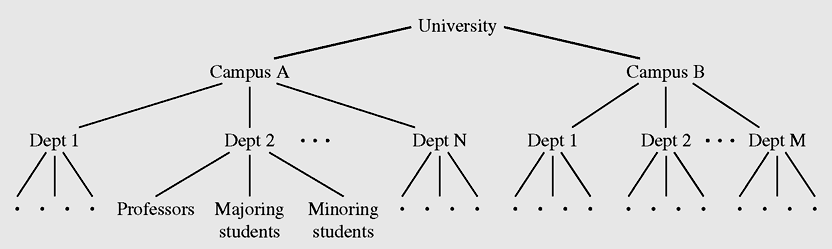 University
Campus A Campus B
Dept 1 Dept 2 ··· Dept N Dept 1 Dept 2 ··· Dept M
· · · · Professors Majoring Minoring · · · · · · · · · · · · · · · ·
students students